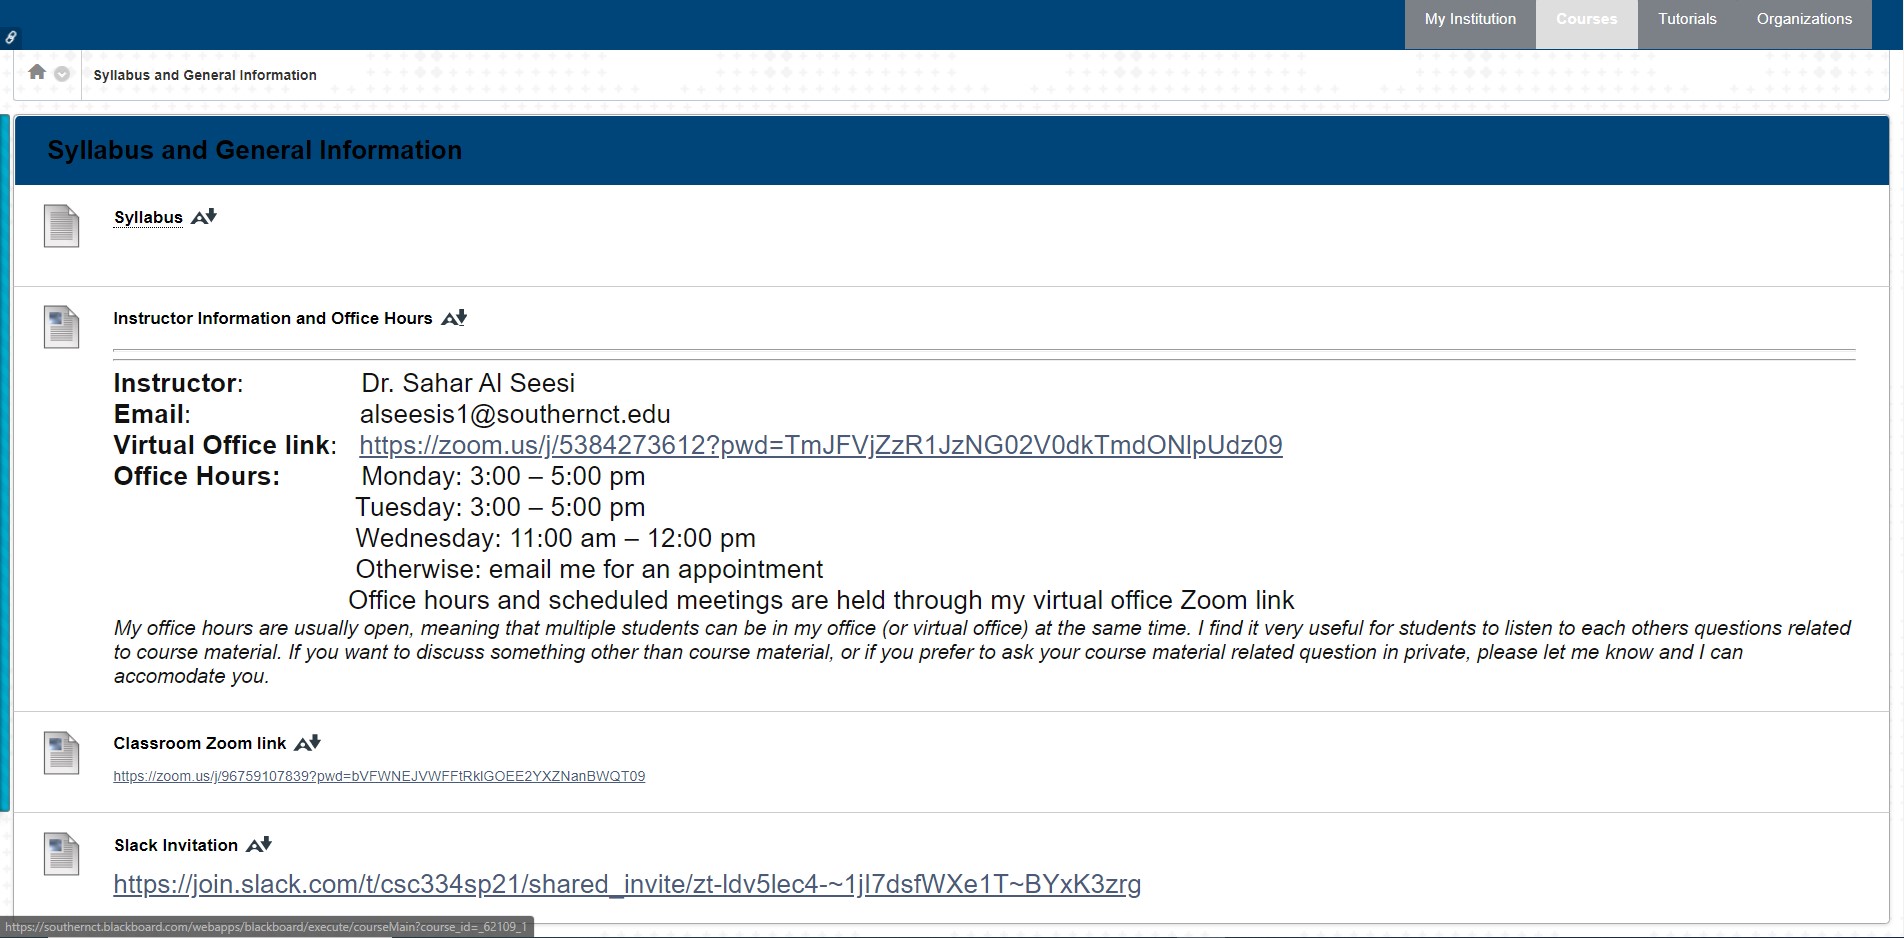 My Institution Courses Tutorials Organizations
Syllabus and General Information
Syllabus and General Information
Syllabus
Instructor Information and Office Hours
Instructor: Dr. Sahar Al Seesi
Email: alseesis1@southernct.edu
Virtual Office link: https://zoom.us/j/5384273612?pwd=TmJFVjZzR1JzNG02V0dkTmdONlpUdz09
Office Hours: Monday: 3:00 – 5:00 pm
Tuesday: 3:00 – 5:00 pm
Wednesday: 11:00 am – 12:00 pm
Otherwise: email me for an appointment
Office hours and scheduled meetings are held through my virtual office Zoom link
My office hours are usually open, meaning that multiple students can be in my office (or virtual office) at the same time. I find it very useful for students to listen to each others questions related
to course material. If you want to discuss something other than course material, or if you prefer to ask your course material related question in private, please let me know and I can
accomodate you.
Classroom Zoom link
https://zoom.us/j/96759107839?pwd=bVFWNEJVWFFtRklGOEE2YXZNanBWQT09
Slack Invitation
https://join.slack.com/t/csc334sp21/shared_invite/zt-ldv5lec4-~1jI7dsfWXe1T~BYxK3zrg
https://southernct.blackboard.com/webapps/blackboard/execute/courseMain?course_id=_62109_1